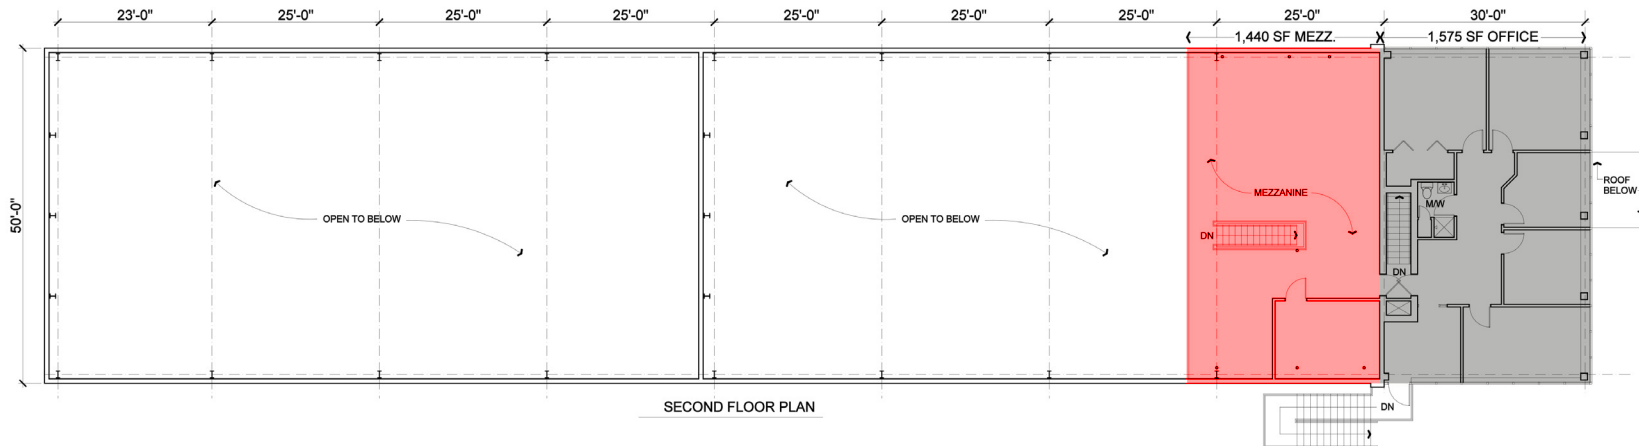 23'-0" 25'-0" 25'-0" 25'-0" 25'-0" 25'-0" 25'-0" 25'-0" 30'-0"
1,440 SF MEZZ. 1,575 SF OFFICE
50'-0"
OPEN TO BELOW
OPEN TO BELOW
MEZZANINE
DN
M/W
DN
ROOF
BELOW
DN
SECOND FLOOR PLAN